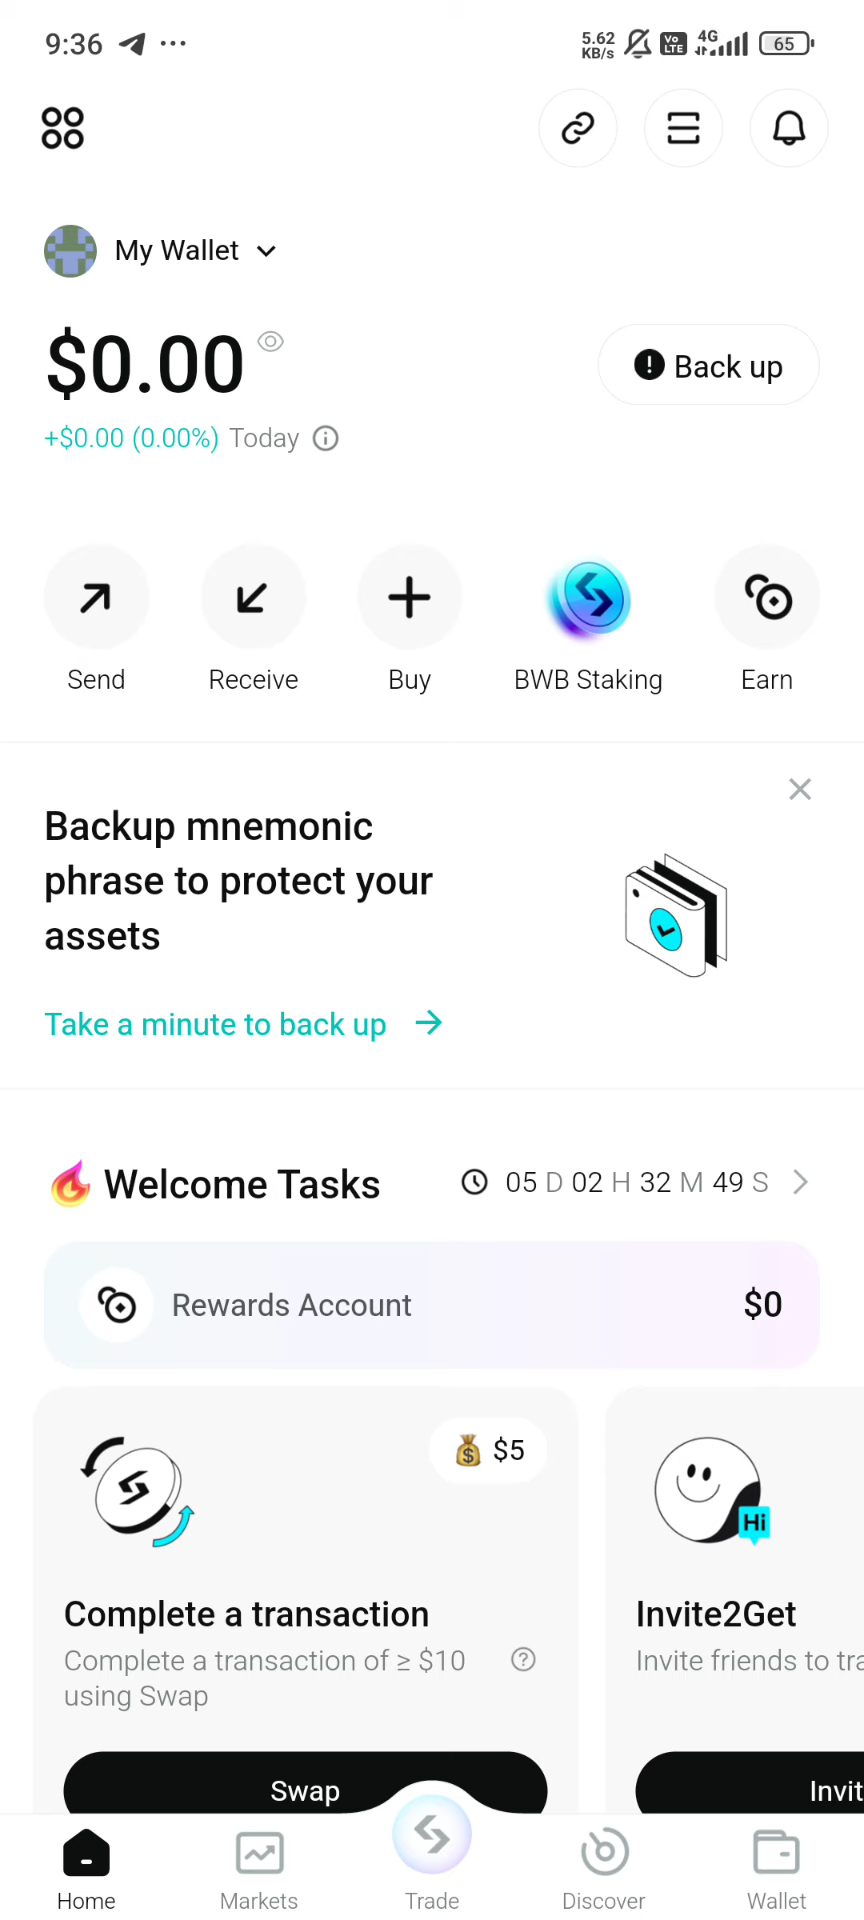 9:36
5.62 KB/s
Vo LTE
4G
65
My Wallet
$0.00
Back up
+$0.00 (0.00%) Today
Send
Receive
Buy
BWB Staking
Earn
Backup mnemonic
phrase to protect your
assets
Take a minute to back up
Welcome Tasks
05 D 02 H 32 M 49 S
Rewards Account
$0
$5
Hi
Complete a transaction
Complete a transaction of ≥ $10
using Swap
Swap
Invite2Get
Invite friends to tra
Invit
Home
Markets
Trade
Discover
Wallet